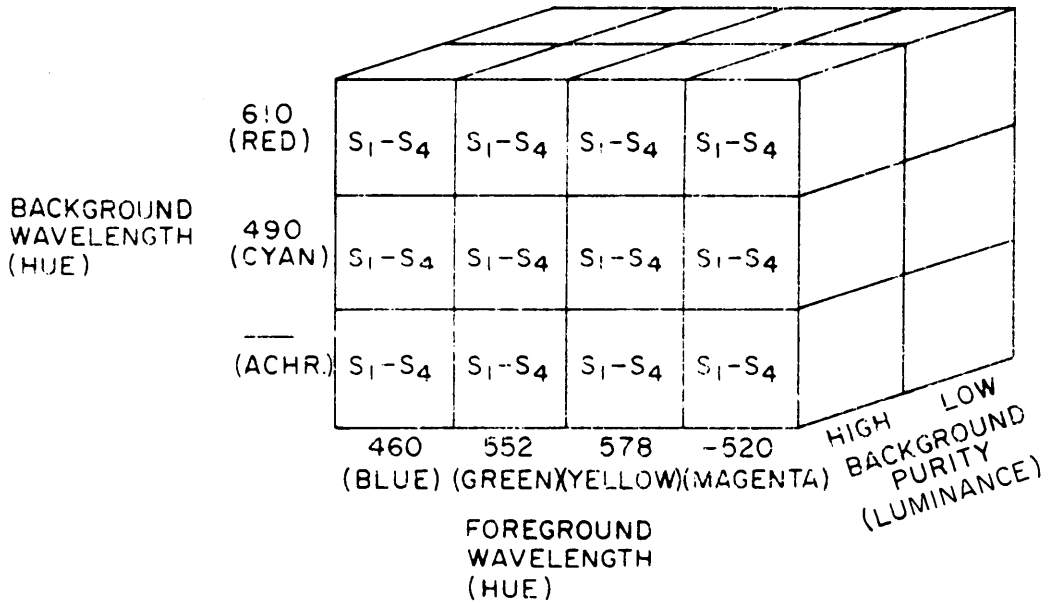 610
(RED)
S1-S4 S1-S4 S1-S4 S1-S4
BACKGROUND
WAVELENGTH
(HUE)
490
(CYAN)
S1-S4 S1-S4 S1-S4 S1-S4
—
(ACHR.)
S1-S4 S1-S4 S1-S4 S1-S4
460 552 578 -520
(BLUE) (GREEN) (YELLOW) (MAGENTA)
HIGH LOW
BACKGROUND
PURITY
(LUMINANCE)
FOREGROUND
WAVELENGTH
(HUE)